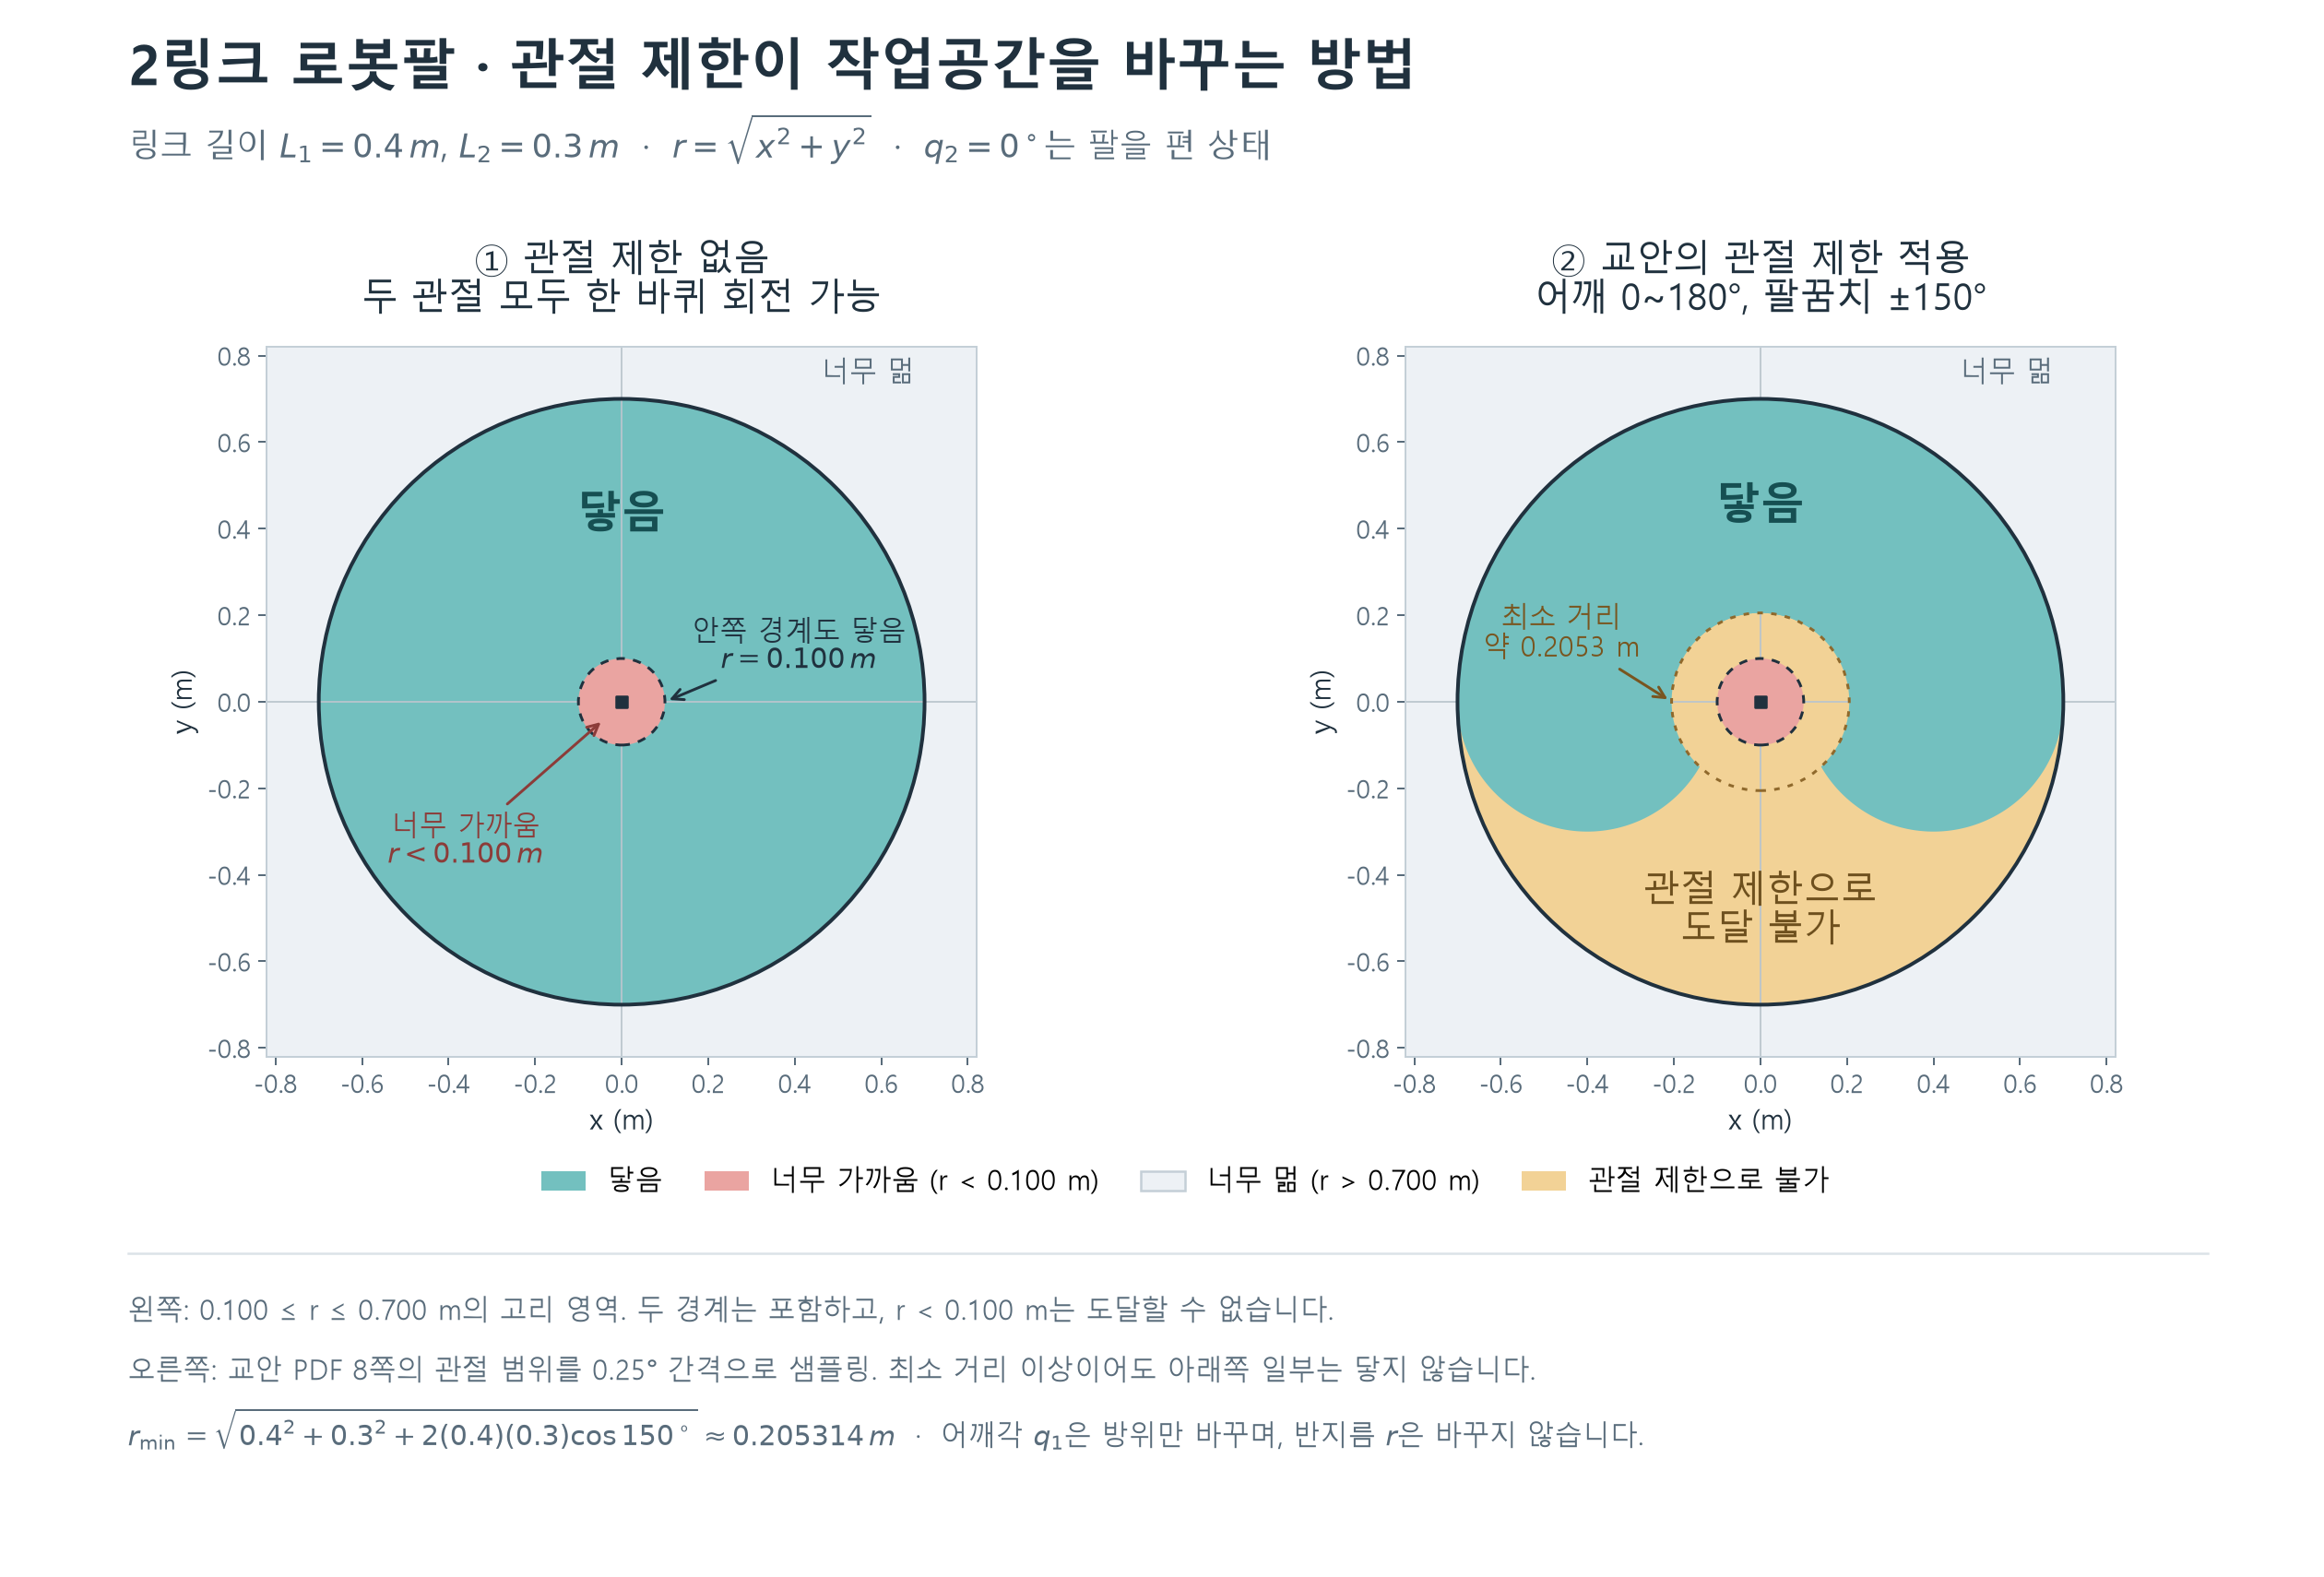 2링크 로봇팔 · 관절 제한이 작업공간을 바꾸는 방법
링크 길이 L₁ = 0.4 m, L₂ = 0.3 m · r = √(x² + y²) · q₂ = 0°는 팔을 편 상태
① 관절 제한 없음
두 관절 모두 한 바퀴 회전 가능
너무 멂
닿음
안쪽 경계도 닿음
r = 0.100 m
너무 가까움
r < 0.100 m
0.8
0.6
0.4
0.2
0.0
-0.2
-0.4
-0.6
-0.8
y (m)
-0.8 -0.6 -0.4 -0.2 0.0 0.2 0.4 0.6 0.8
x (m)
② 교안의 관절 제한 적용
어깨 0~180°, 팔꿈치 ±150°
너무 멂
닿음
최소 거리
약 0.2053 m
관절 제한으로
도달 불가
0.8
0.6
0.4
0.2
0.0
-0.2
-0.4
-0.6
-0.8
y (m)
-0.8 -0.6 -0.4 -0.2 0.0 0.2 0.4 0.6 0.8
x (m)
닿음 너무 가까움 (r < 0.100 m) 너무 멂 (r > 0.700 m) 관절 제한으로 불가
왼쪽: 0.100 ≤ r ≤ 0.700 m의 고리 영역. 두 경계는 포함하고, r < 0.100 m는 도달할 수 없습니다.
오른쪽: 교안 PDF 8쪽의 관절 범위를 0.25° 간격으로 샘플링. 최소 거리 이상이어도 아래쪽 일부는 닿지 않습니다.
r_min = √(0.4² + 0.3² + 2(0.4)(0.3)cos 150°) ≈ 0.205314 m · 어깨각 q₁은 방위만 바꾸며, 반지름 r은 바꾸지 않습니다.